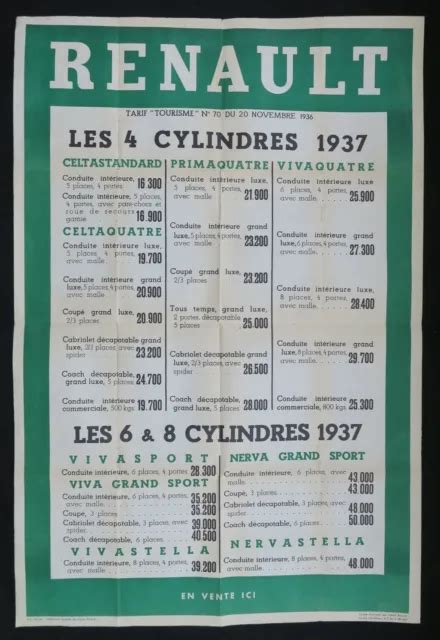 RENAULT
TARIF "TOURISME" Nº 70 DU 20 NOVEMBRE 1936
LES 4 CYLINDRES 1937
CELTASTANDARD
Conduite intérieure,
5 places, 4 portes. 16.300
Conduite intérieure, 5 places,
4 portes, avec pare-chocs et
roue de secours
garnie 16.900
CELTAQUATRE
Conduite intérieure luxe,
5 places, 4 portes,
avec malle 19.700
Conduite intérieure grand
luxe, 5 places, 4 portes,
avec malle 20.900
Coupé grand luxe,
2/3 places 20.900
Cabriolet décapotable, grand
luxe, 2/3 places, avec
spider 23.200
Coach décapotable,
grand luxe, 5 places 24.700
Conduite intérieure
commerciale, 500 kgs 19.700
PRIMAQUATRE
Conduite intérieure luxe,
5 places, 4 portes,
avec malle 21.900
Conduite intérieure grand
luxe, 5 places, 4 portes,
avec malle 23.200
Coupé grand luxe,
2/3 places 23.200
Tous temps, grand luxe,
2 portes, décapotable,
5 places 25.000
Cabriolet décapotable grand
luxe, 2/3 places, avec
spider 26.500
Coach décapotable,
grand luxe, 5 places 28.000
VIVAQUATRE
Conduite intérieure luxe
6 places, 4 portes,
avec malle 25.900
Conduite intérieure grand
luxe, 6 places, 4 portes,
avec malle 27.300
Conduite intérieure luxe,
8 places, 4 portes,
avec malle 28.400
Conduite intérieure grand
luxe, 8 places, 4 portes,
avec malle 29.700
Conduite intérieure
commerciale, 800 kgs 25.300
LES 6 & 8 CYLINDRES 1937
VIVASPORT
Conduite intérieure, 6 places, 4 portes 28.300
VIVA GRAND SPORT
Conduite intérieure, 6 places, 4 portes 35.200
Coupé, 3 places 35.200
Cabriolet décapotable, 3 places, avec
spider 39.000
Coach décapotable, 6 places 40.500
VIVASTELLA
Conduite intérieure, 8 places, 4 portes,
avec malle 39.200
NERVA GRAND SPORT
Conduite intérieure, 6 places, avec
malle 43.000
Coupé, 3 places 43.000
Cabriolet décapotable, 3 places, avec
spider 48.000
Coach décapotable, 6 places 50.000
NERVASTELLA
Conduite intérieure, 8 places, 4 portes,
avec malle 48.000
EN VENTE ICI